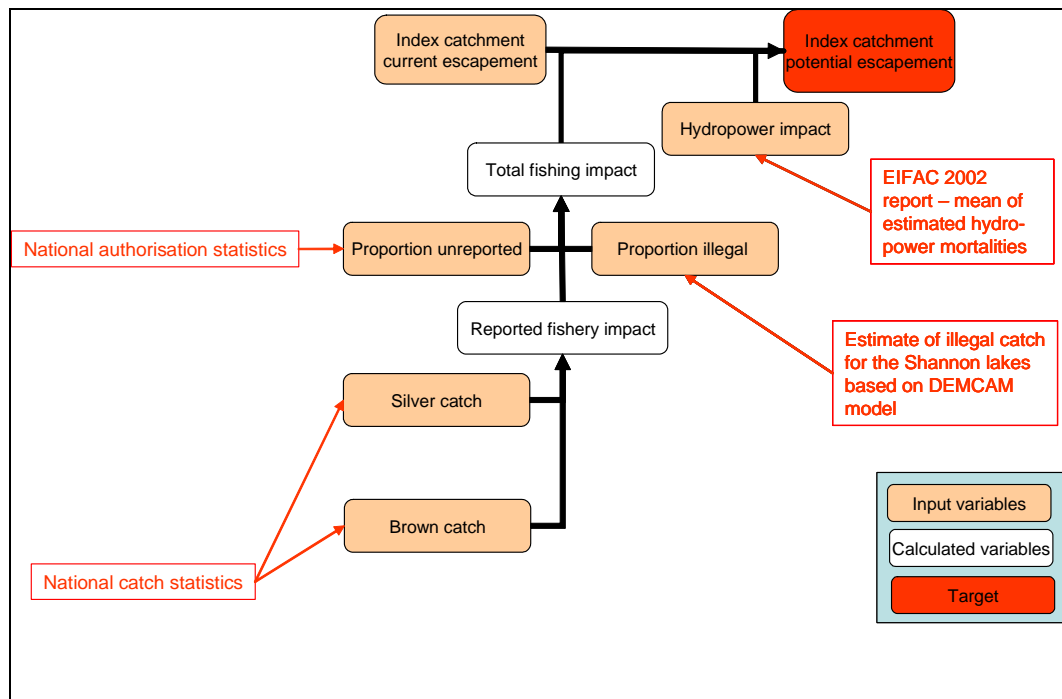 Index catchment
current escapement
Index catchment
potential escapement
Hydropower impact
Total fishing impact
EIFAC 2002
report – mean of
estimated hydro-
power mortalities
National authorisation statistics
Proportion unreported
Proportion illegal
Reported fishery impact
Estimate of illegal catch
for the Shannon lakes
based on DEMCAM
model
Silver catch
Brown catch
National catch statistics
Input variables
Calculated variables
Target